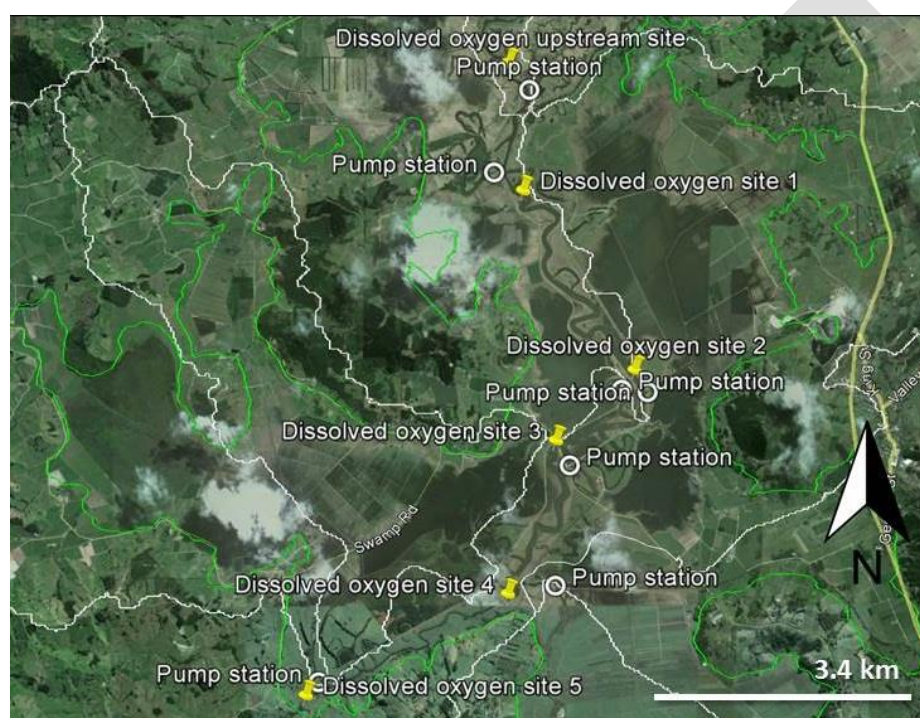 Dissolved oxygen upstream site
Pump station
Pump station
Dissolved oxygen site 1
Dissolved oxygen site 2
Pump station
Pump station
Dissolved oxygen site 3
Pump station
Swamp Rd
Dissolved oxygen site 4
Pump station
Pump station
Dissolved oxygen site 5
King S
Valley
N
3.4 km